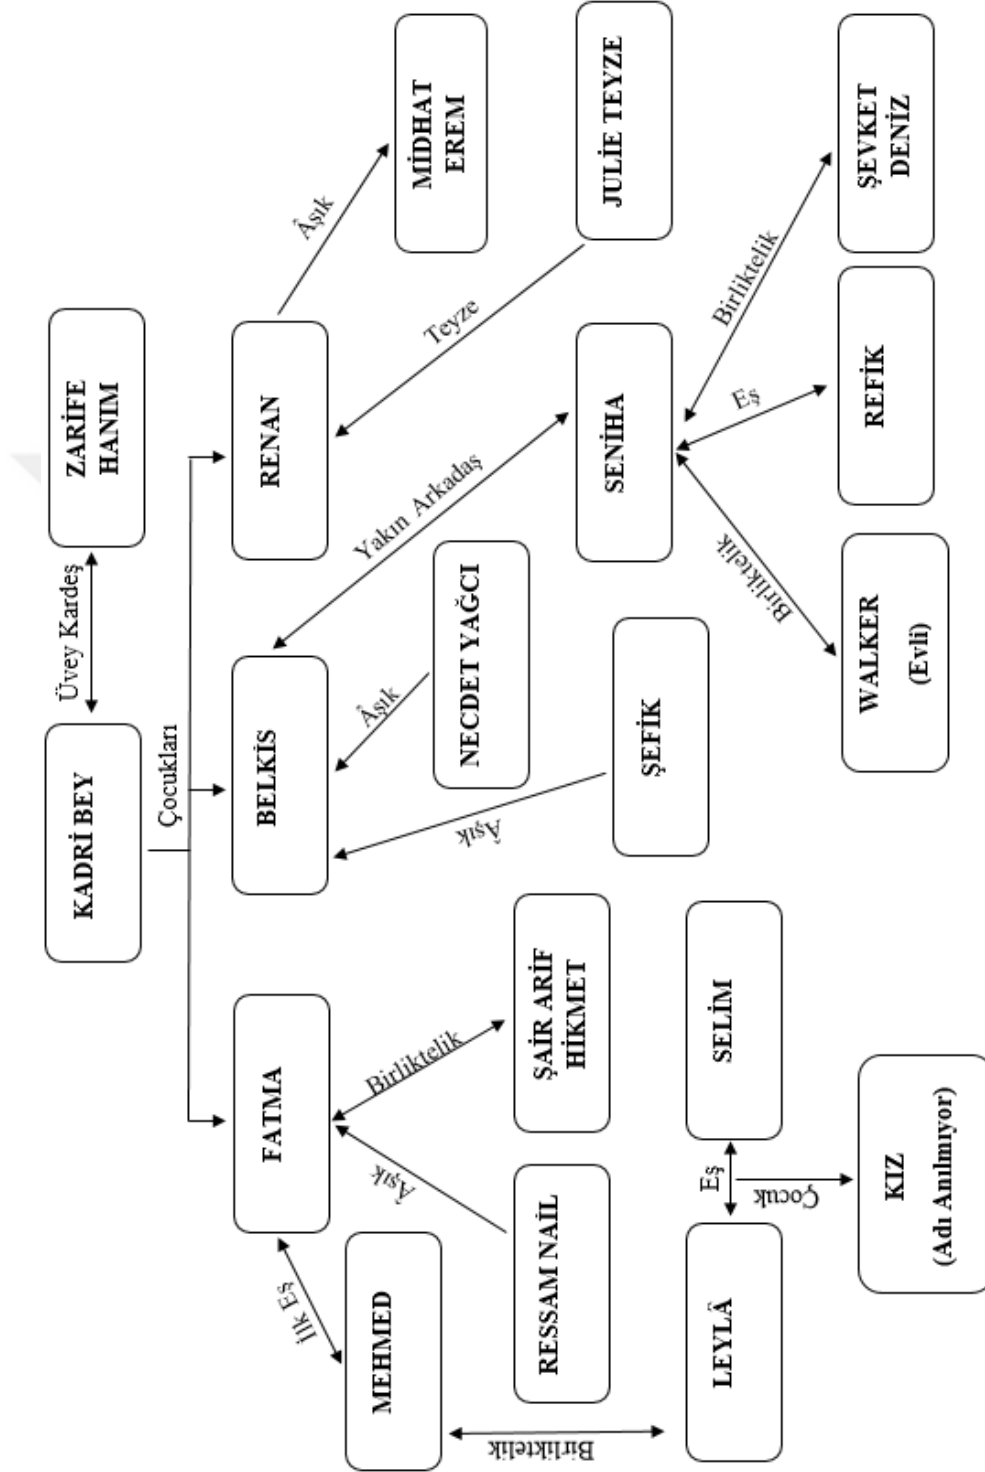 KADRİ BEY
Üvey Kardeş
ZARİFE
HANIM
Çocukları
FATMA
BELKİS
RENAN
İlk Eş
MEHMED
Âşık
Birliktelik
RESSAM NAİL
ŞAİR ARİF
HİKMET
Âşık
Âşık
NECDET YAĞCI
ŞEFİK
Yakın Arkadaş
Teyze
Âşık
MİDHAT
EREM
JULİE TEYZE
SENİHA
Birliktelik
LEYLÂ
Eş
SELİM
Çocuk
KIZ
(Adı Anılmıyor)
Birliktelik
Eş
Birliktelik
WALKER
(Evli)
REFİK
ŞEVKET
DENİZ